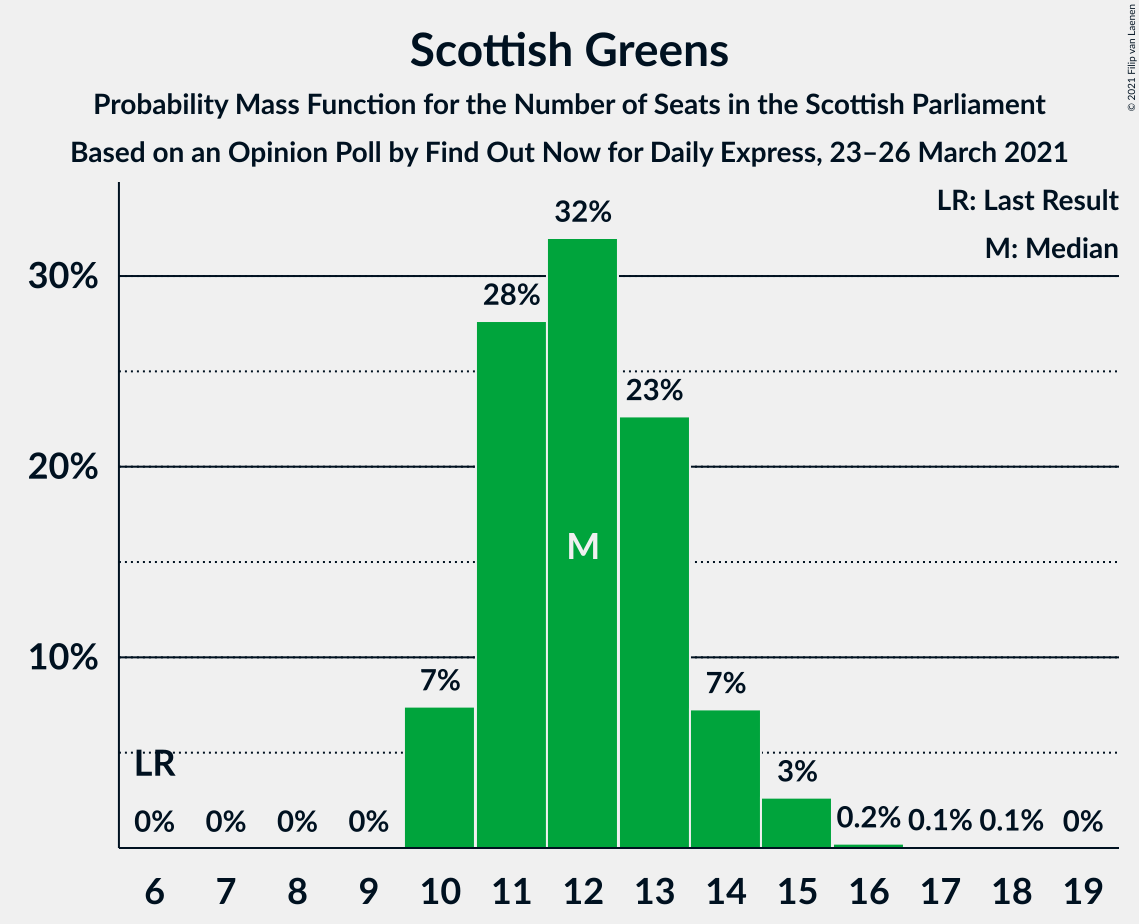 Scottish Greens
Probability Mass Function for the Number of Seats in the Scottish Parliament
Based on an Opinion Poll by Find Out Now for Daily Express, 23–26 March 2021
© 2021 Filip van Laenen
LR: Last Result
M: Median
32%
30%
28%
23%
20%
M
10%
7%
7%
LR
3%
0%
0%
0%
0%
0.2%
0.1%
0.1%
0%
6 7 8 9 10 11 12 13 14 15 16 17 18 19